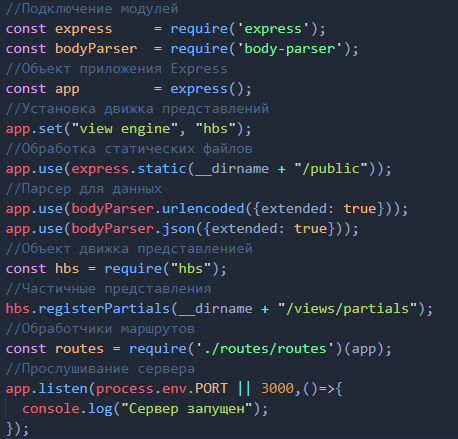 //Подключение модулей
const express     = require('express');
const bodyParser  = require('body-parser');
//Объект приложения Express
const app         = express();
//Установка движка представлений
app.set("view engine", "hbs");
//Обработка статических файлов
app.use(express.static(__dirname + "/public"));
//Парсер для данных
app.use(bodyParser.urlencoded({extended: true}));
app.use(bodyParser.json({extended: true}));
//Объект движка представленией
const hbs = require("hbs");
//Частичные представления
hbs.registerPartials(__dirname + "/views/partials");
//Обработчики маршрутов
const routes = require('./routes/routes')(app);
//Прослушивание сервера
app.listen(process.env.PORT || 3000,()=>{
  console.log("Сервер запущен");
});